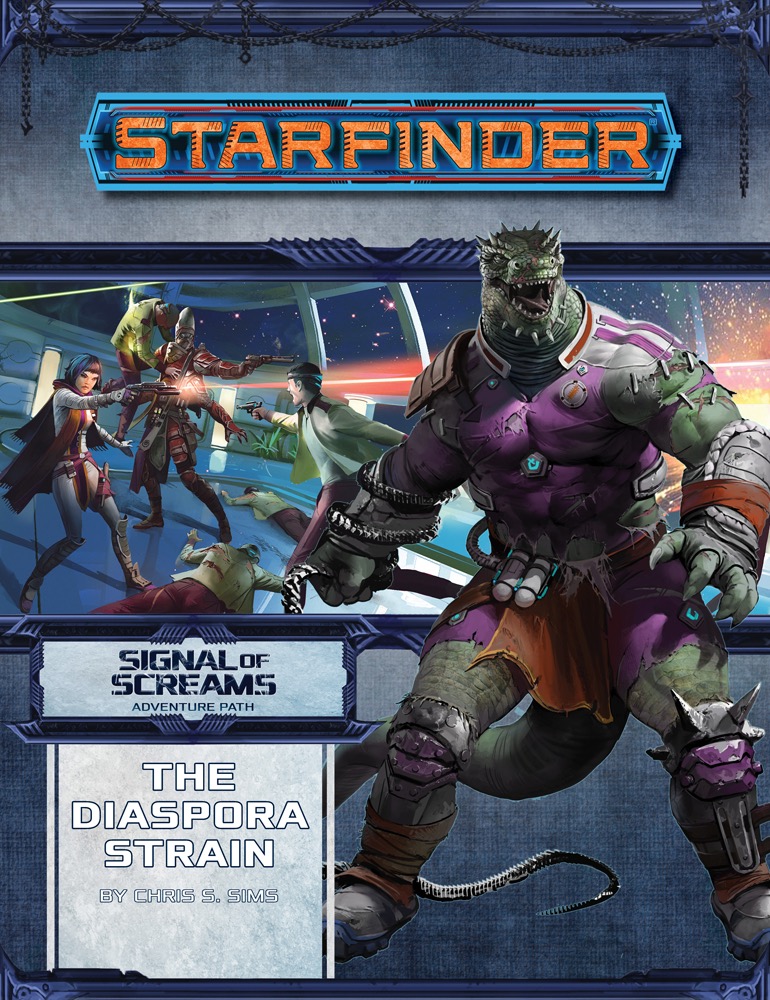 STARFINDER®
SIGNAL OF
SCREAMS
ADVENTURE PATH
THE
DIASPORA
STRAIN
BY CHRIS S. SIMS